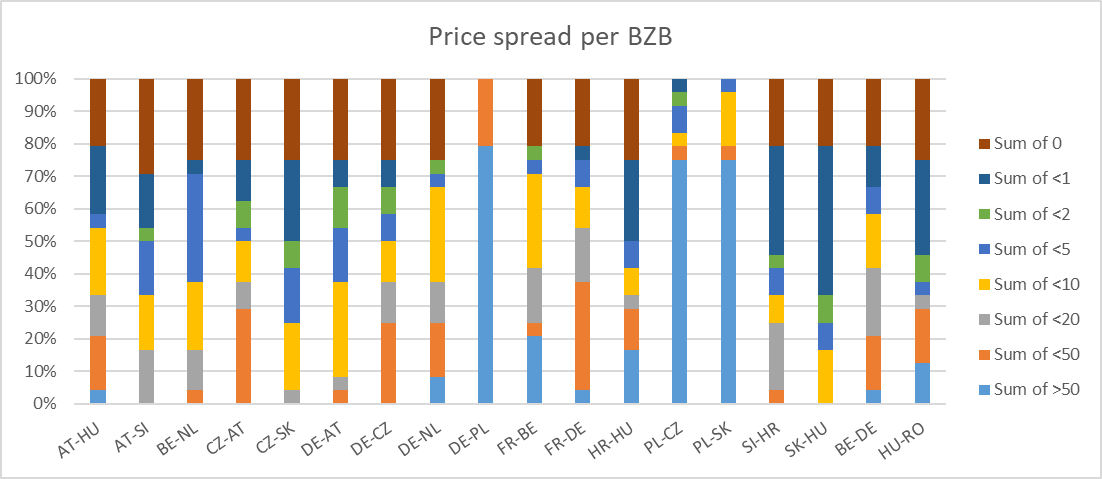 Price spread per BZB
100%
90%
80%
70%
60%
50%
40%
30%
20%
10%
0%
AT-HU
AT-SI
BE-NL
CZ-AT
CZ-SK
DE-AT
DE-CZ
DE-NL
DE-PL
FR-BE
FR-DE
HR-HU
PL-CZ
PL-SK
SI-HR
SK-HU
BE-DE
HU-RO
Sum of 0
Sum of <1
Sum of <2
Sum of <5
Sum of <10
Sum of <20
Sum of <50
Sum of >50